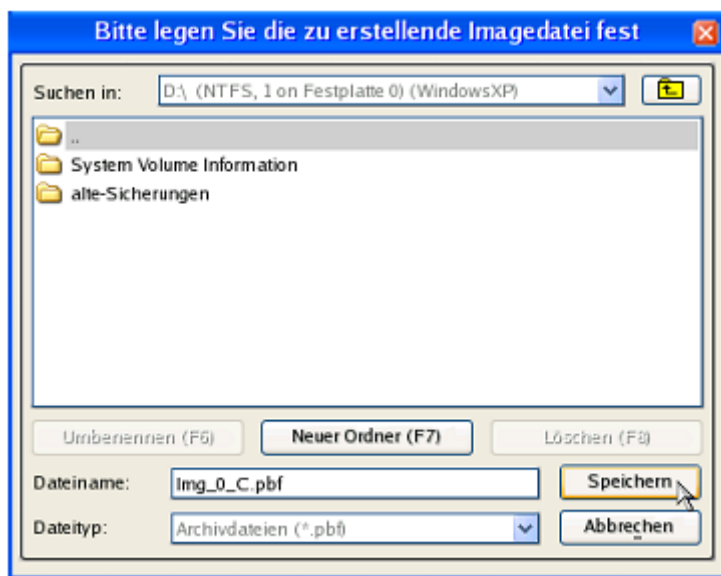 Bitte legen Sie die zu erstellende Imagedatei fest
Suchen in: D:\ (NTFS, 1 on Festplatte 0) (WindowsXP)
..
System Volume Information
alte-Sicherungen
Umbenennen (F6) Neuer Ordner (F7) Löschen (F8)
Dateiname: Img_0_C.pbf Speichern
Dateityp: Archivdateien (*.pbf) Abbrechen